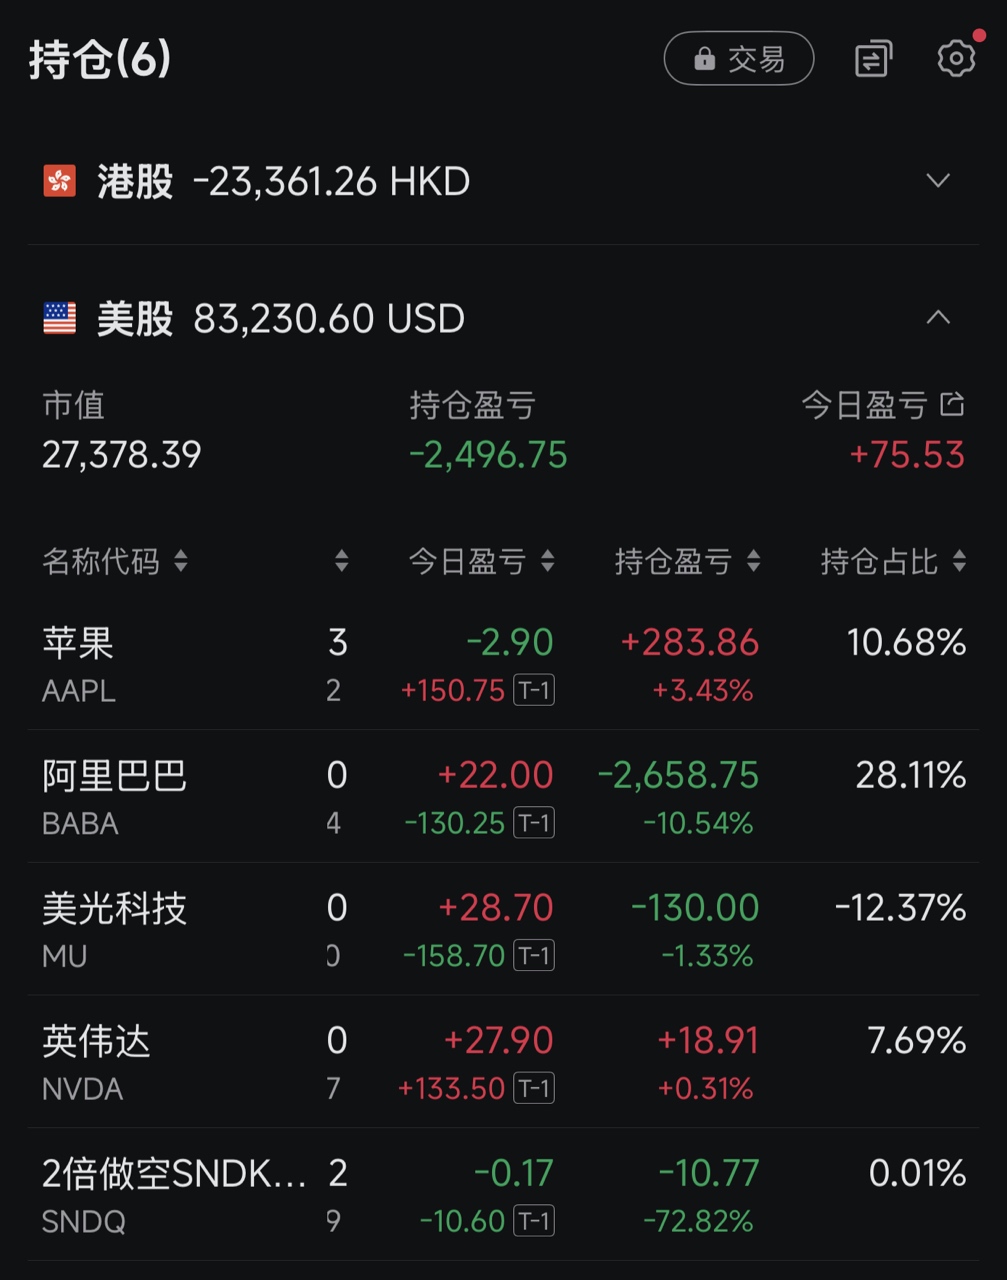 持仓(6) 交易
港股 -23,361.26 HKD
美股 83,230.60 USD
市值 持仓盈亏 今日盈亏
27,378.39 -2,496.75 +75.53
名称代码 今日盈亏 持仓盈亏 持仓占比
苹果 3 -2.90 +283.86 10.68%
AAPL 2 +150.75 T-1 +3.43%
阿里巴巴 0 +22.00 -2,658.75 28.11%
BABA 4 -130.25 T-1 -10.54%
美光科技 0 +28.70 -130.00 -12.37%
MU 0 -158.70 T-1 -1.33%
英伟达 0 +27.90 +18.91 7.69%
NVDA 7 +133.50 T-1 +0.31%
2倍做空SNDK... 2 -0.17 -10.77 0.01%
SNDQ 9 -10.60 T-1 -72.82%